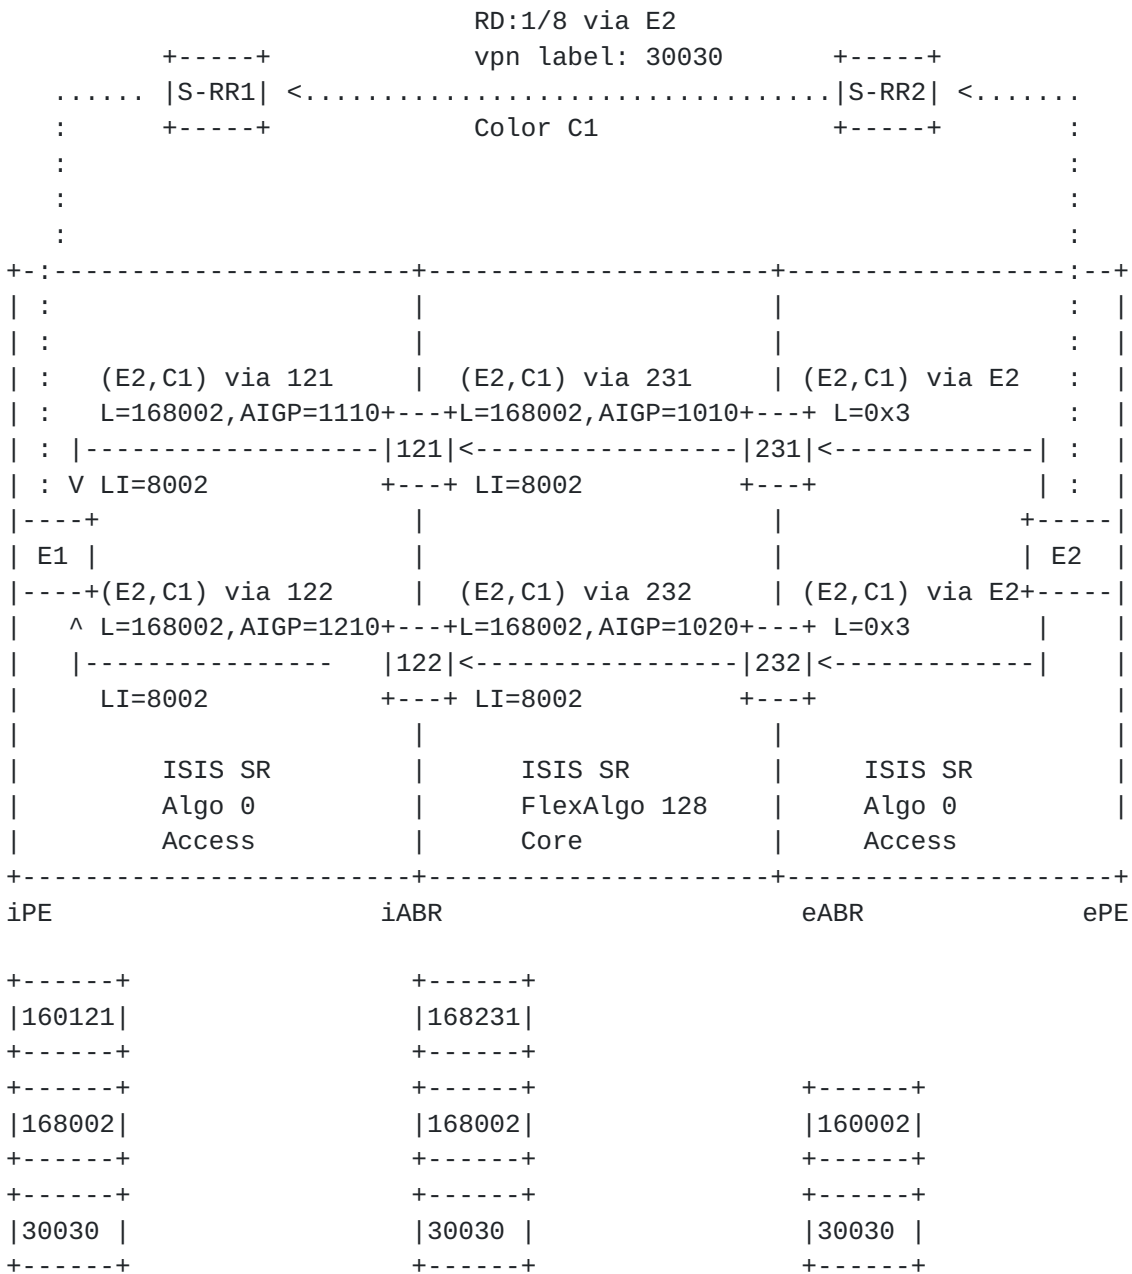 RD:1/8 via E2
          +-----+             vpn label: 30030       +-----+
   ...... |S-RR1| <..................................|S-RR2| <.......
   :      +-----+             Color C1               +-----+        :
   :                                                                :
   :                                                                :
   :                                                                :
+-:-----------------------+----------------------+------------------:--+
| :                       |                      |                  :  |
| :                       |                      |                  :  |
| :   (E2,C1) via 121     |  (E2,C1) via 231     | (E2,C1) via E2   :  |
| :   L=168002,AIGP=1110+---+L=168002,AIGP=1010+---+ L=0x3          :  |
| : |-------------------|121|<-----------------|231|<-------------| :  |
| : V LI=8002           +---+ LI=8002          +---+              | :  |
|----+                    |                      |               +-----|
| E1 |                    |                      |               | E2  |
|----+(E2,C1) via 122     |  (E2,C1) via 232     | (E2,C1) via E2+-----|
|   ^ L=168002,AIGP=1210+---+L=168002,AIGP=1020+---+ L=0x3        |    |
|   |----------------   |122|<-----------------|232|<-------------|    |
|     LI=8002           +---+ LI=8002          +---+                   |
|                         |                      |                     |
|         ISIS SR         |      ISIS SR         |     ISIS SR         |
|         Algo 0          |      FlexAlgo 128    |     Algo 0          |
|         Access          |      Core            |     Access
+-------------------------+----------------------+---------------------+
iPE                     iABR                       eABR              ePE

+------+                  +------+
|160121|                  |168231|
+------+                  +------+
+------+                  +------+                 +------+
|168002|                  |168002|                 |160002|
+------+                  +------+                 +------+
+------+                  +------+                 +------+
|30030 |                  |30030 |                 |30030 |
+------+                  +------+                 +------+